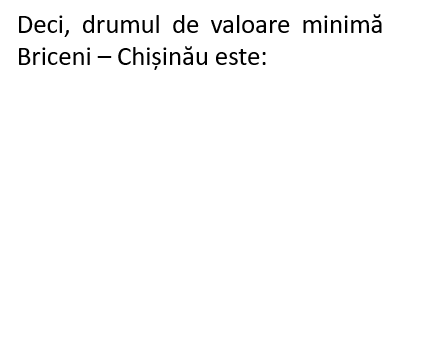 Deci, drumul de valoare minimă
Briceni – Chișinău este: